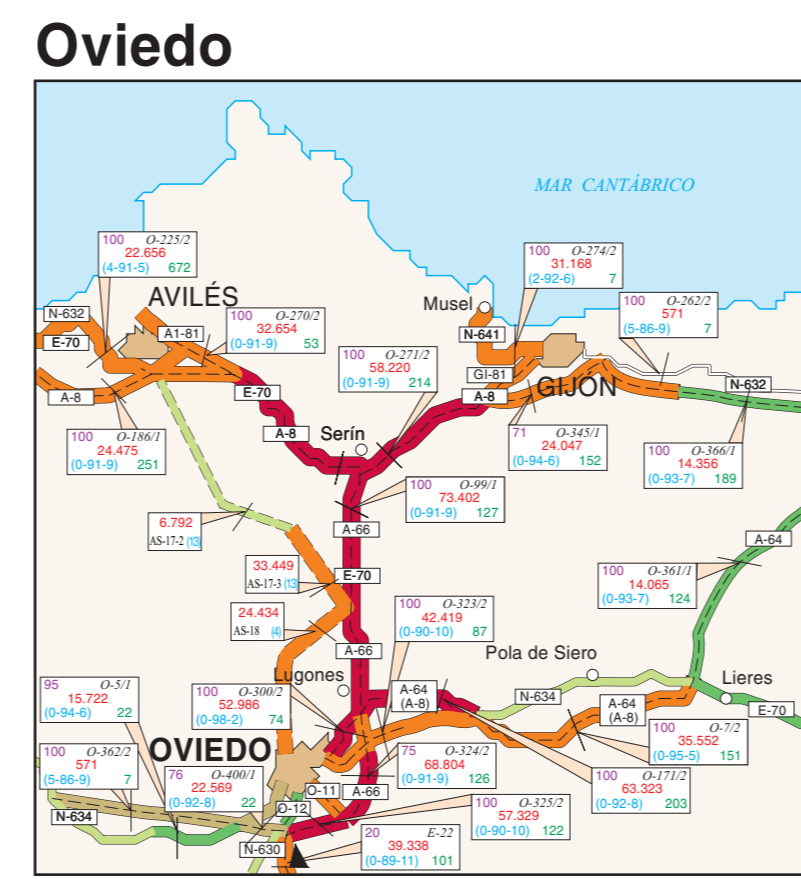 Oviedo
MAR CANTÁBRICO
100 O-225/2
22.656
(4-91-5) 672
100 O-274/2
31.168
(2-92-6) 7
AVILÉS
Musel
100 O-262/2
571
(5-86-9) 7
N-632
E-70
A1-81
100 O-270/2
32.654
(0-91-9) 53
N-641
100 O-271/2
58.220
(0-91-9) 214
GI-81
GIJÓN
A-8
E-70
A-8
N-632
A-8
Serín
100 O-186/1
24.475
(0-91-9) 251
71 O-345/1
24.047
(0-94-6) 152
100 O-366/1
14.356
(0-93-7) 189
100 O-99/1
73.402
(0-91-9) 127
6.792
AS-17-2 (13)
A-66
A-64
33.449
AS-17-3 (13)
E-70
100 O-361/1
14.065
(0-93-7) 124
24.434
AS-18 (4)
100 O-323/2
42.419
(0-90-10) 87
A-66
Pola de Siero
Lugones
Lieres
95 O-5/1
15.722
(0-94-6) 22
100 O-300/2
52.986
(0-98-2) 74
A-64
(A-8)
N-634
A-64
(A-8)
E-70
OVIEDO
100 O-7/2
35.552
(0-95-5) 151
100 O-362/2
571
(5-86-9) 7
76 O-400/1
22.569
(0-92-8) 22
75 O-324/2
68.804
(0-91-9) 126
100 O-171/2
63.323
(0-92-8) 203
O-11
A-66
O-12
100 O-325/2
57.329
(0-90-10) 122
N-634
N-630
20 E-22
39.338
(0-89-11) 101